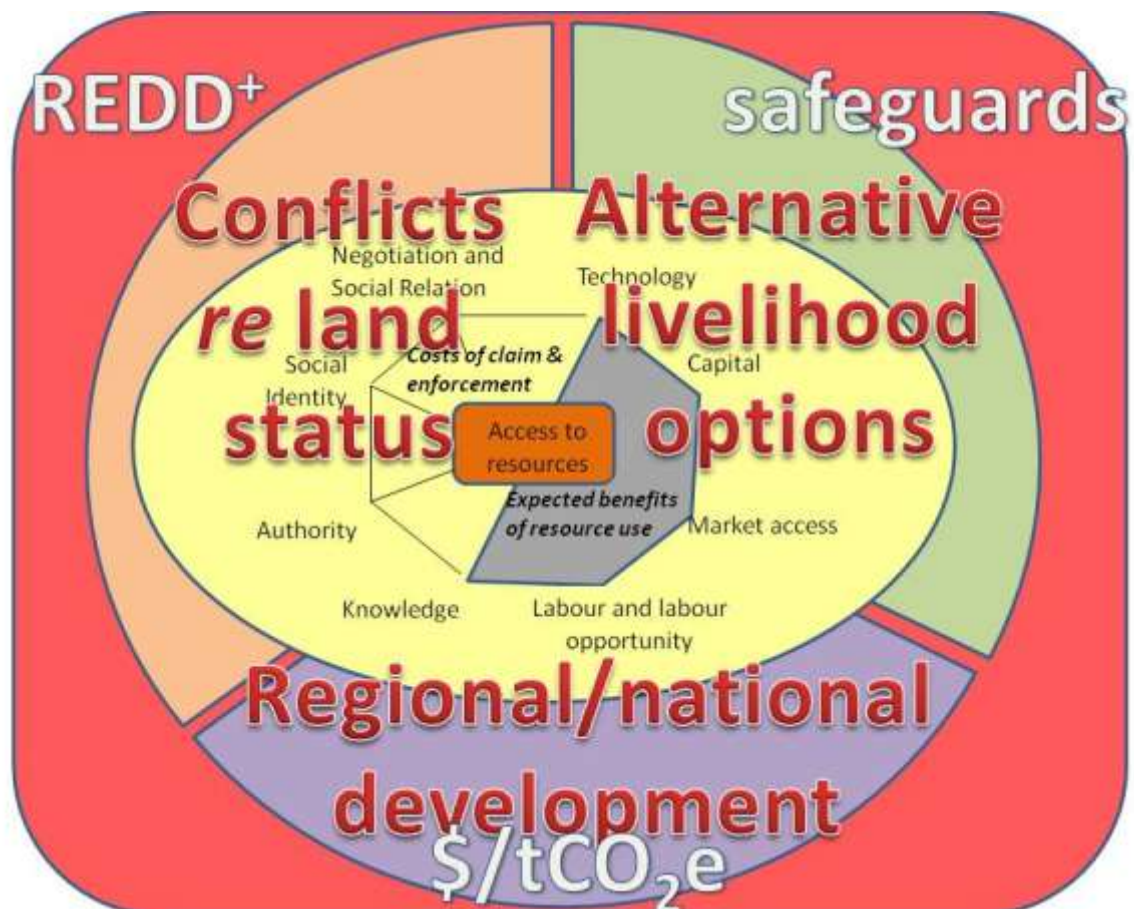 REDD⁺
safeguards
Conflicts
re land
status
Alternative
livelihood
options
Negotiation and
Social Relation
Technology
Social
Identity
Costs of claim &
enforcement
Capital
Access to
resources
Expected benefits
of resource use
Authority
Market access
Knowledge
Labour and labour
opportunity
Regional/national
development
$/tCO₂e